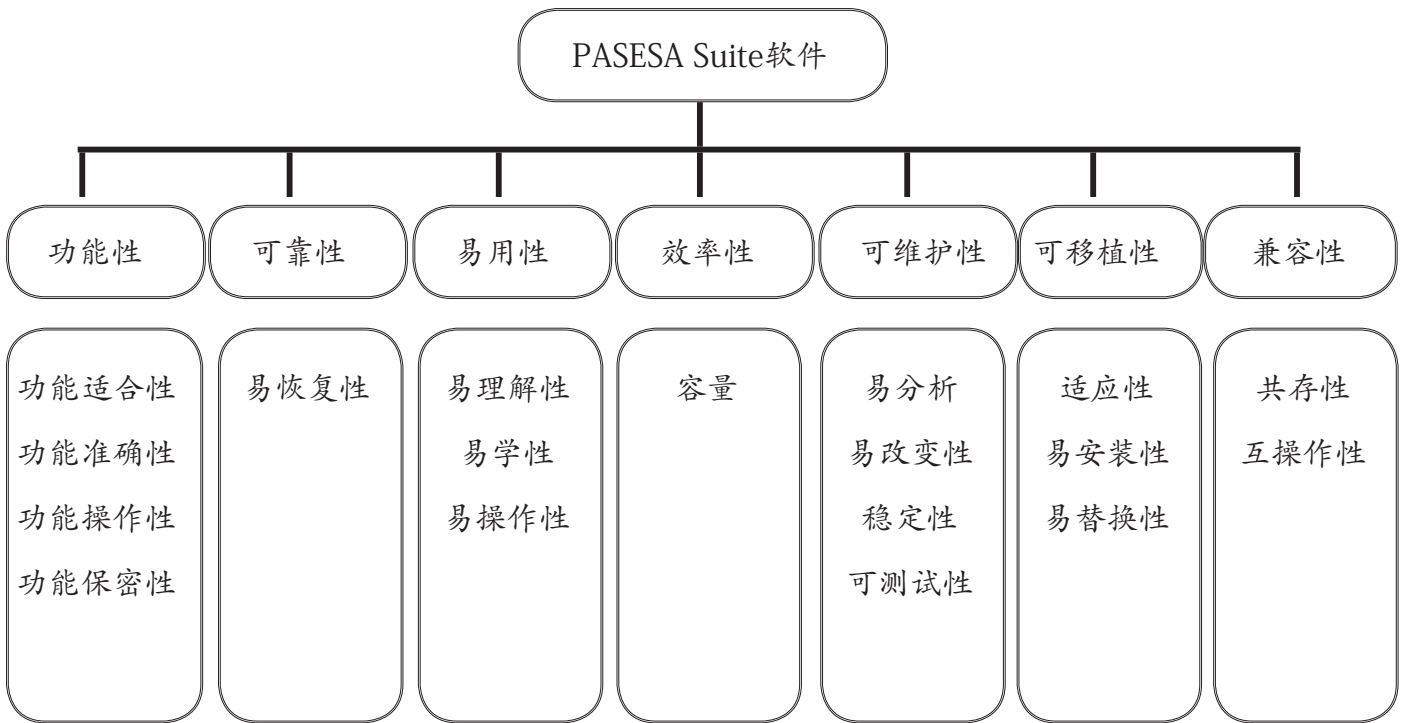 PASESA Suite软件
功能性
可靠性
易用性
效率性
可维护性
可移植性
兼容性
功能适合性
功能准确性
功能操作性
功能保密性
易恢复性
易理解性
易学性
易操作性
容量
易分析
易改变性
稳定性
可测试性
适应性
易安装性
易替换性
共存性
互操作性